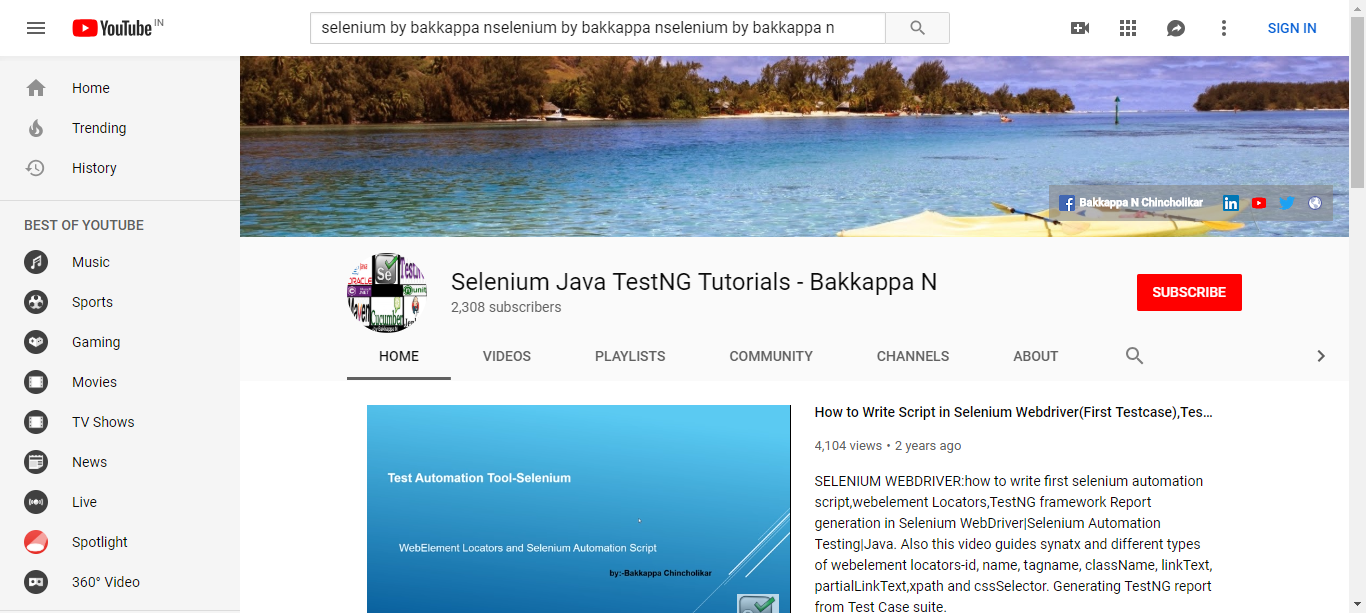 YouTube IN
selenium by bakkappa nselenium by bakkappa nselenium by bakkappa n
SIGN IN
Home
Trending
History
BEST OF YOUTUBE
Music
Sports
Gaming
Movies
TV Shows
News
Live
Spotlight
360° Video
Bakkappa N Chincholikar
Selenium Java TestNG Tutorials - Bakkappa N
2,308 subscribers
SUBSCRIBE
HOME VIDEOS PLAYLISTS COMMUNITY CHANNELS ABOUT
Test Automation Tool-Selenium
WebElement Locators and Selenium Automation Script
by:-Bakkappa Chincholikar
How to Write Script in Selenium Webdriver(First Testcase),Tes...
4,104 views • 2 years ago
SELENIUM WEBDRIVER:how to write first selenium automation
script,webelement Locators,TestNG framework Report
generation in Selenium WebDriver|Selenium Automation
Testing|Java. Also this video guides synatx and different types
of webelement locators-id, name, tagname, className, linkText,
partialLinkText,xpath and cssSelector. Generating TestNG report
from Test Case suite.